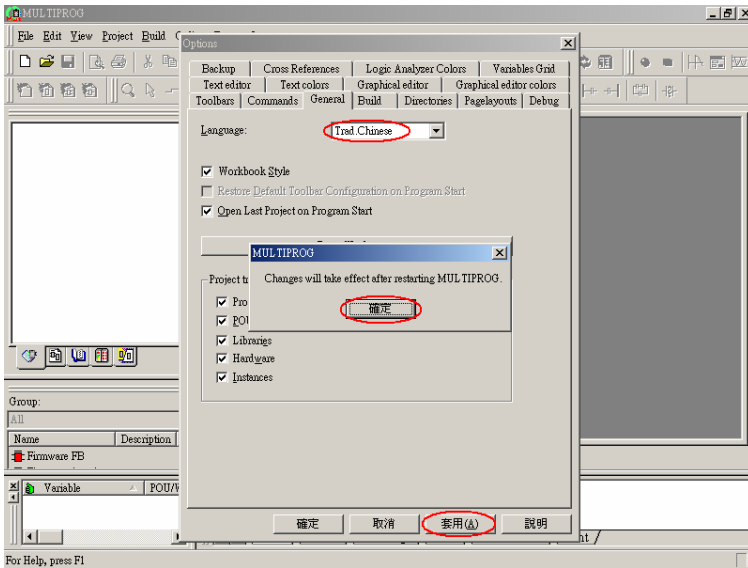 MULTIPROG
File Edit View Project Build
Options
Backup Cross References Logic Analyzer Colors Variables Grid
Text editor Text colors Graphical editor Graphical editor colors
Toolbars Commands General Build Directories Pagelayouts Debug
Language: Trad.Chinese
Workbook Style
Restore Default Toolbar Configuration on Program Start
Open Last Project on Program Start
MULTIPROG
Changes will take effect after restarting MULTIPROG.
確定
Project
Libraries
Hardware
Instances
Group:
All
Name Description
Firmware FB
Variable
確定 取消 套用(A) 說明
For Help, press F1